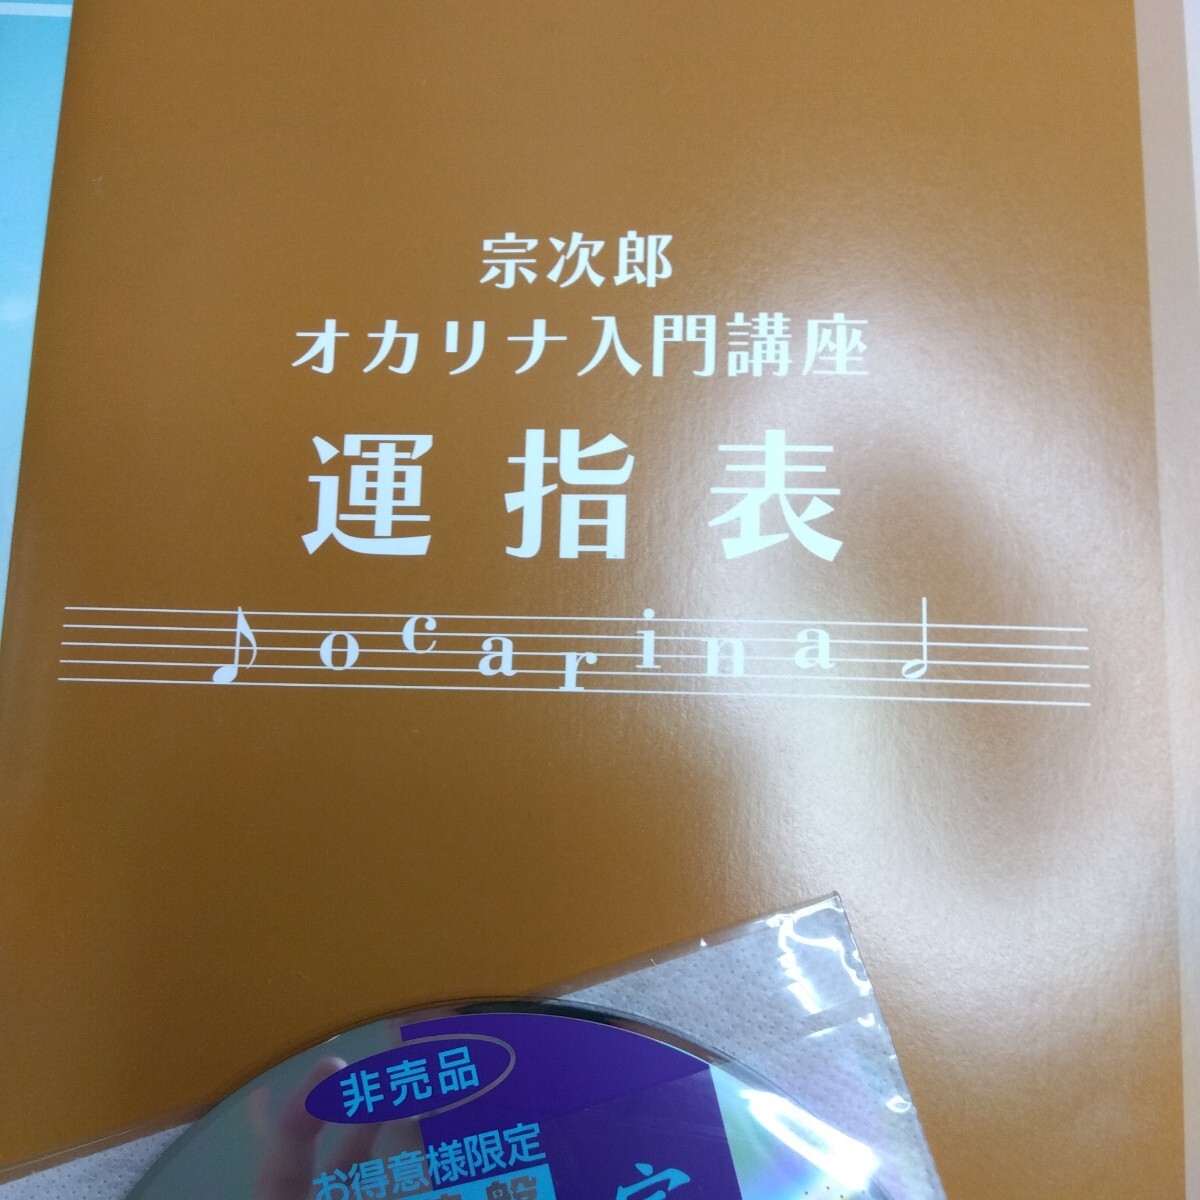 宗次郎
オカリナ入門講座
運指表
ocarina
非売品
お得意様限定